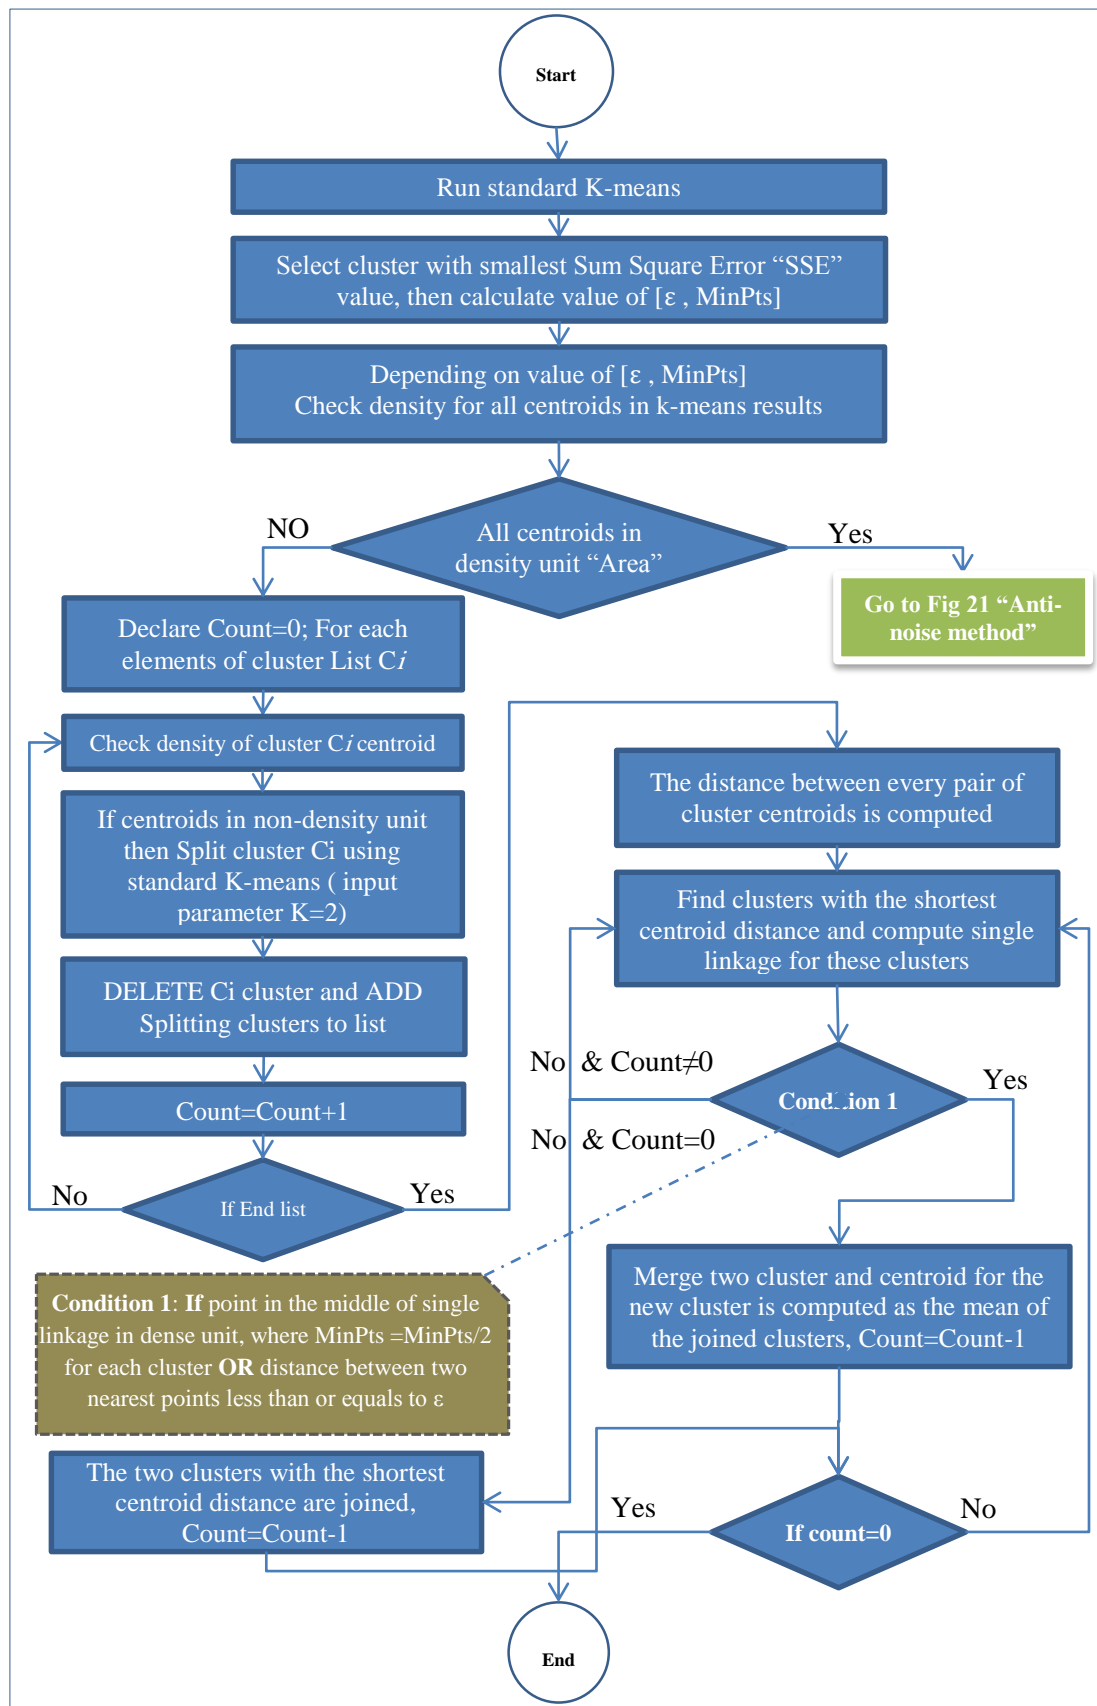 Start
Run standard K-means
Select cluster with smallest Sum Square Error “SSE”
value, then calculate value of [ε , MinPts]
Depending on value of [ε , MinPts]
Check density for all centroids in k-means results
All centroids in
density unit “Area”
NO
Yes
Go to Fig 21 “Anti-
noise method”
Declare Count=0; For each
elements of cluster List Ci
Check density of cluster Ci centroid
If centroids in non-density unit
then Split cluster Ci using
standard K-means ( input
parameter K=2)
DELETE Ci cluster and ADD
Splitting clusters to list
Count=Count+1
If End list
No
Yes
The distance between every pair of
cluster centroids is computed
Find clusters with the shortest
centroid distance and compute single
linkage for these clusters
Condition 1
No & Count≠0
No & Count=0
Yes
Condition 1: If point in the middle of single
linkage in dense unit, where MinPts =MinPts/2
for each cluster OR distance between two
nearest points less than or equals to ε
Merge two cluster and centroid for the
new cluster is computed as the mean of
the joined clusters, Count=Count-1
The two clusters with the shortest
centroid distance are joined,
Count=Count-1
If count=0
Yes
No
End